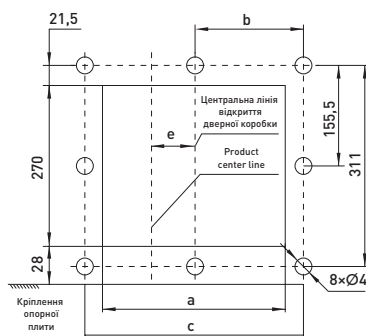 b
21,5
Центральна лінія
відкриття
дверної коробки
e
155,5
Product
center line
270
311
28
8×Ø4
Кріплення
опорної
плити
a
c